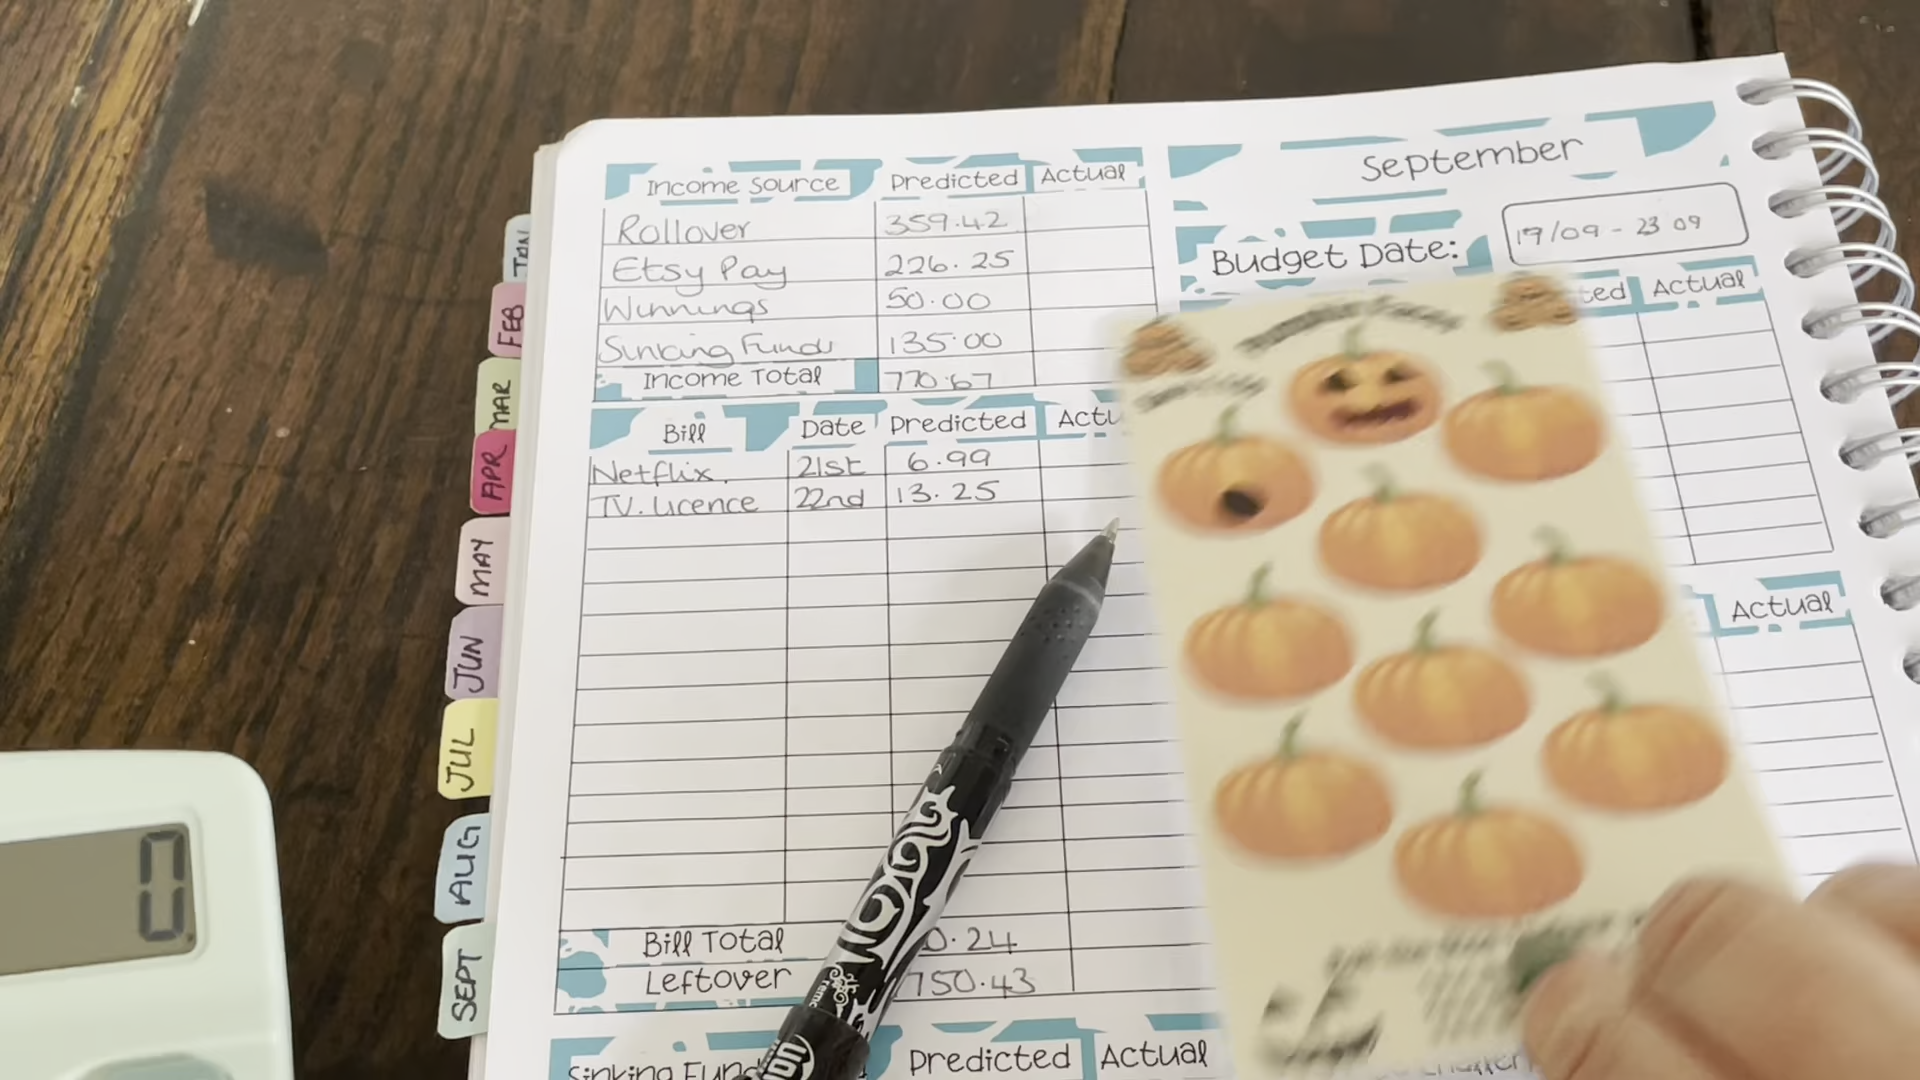 Income Source Predicted Actual
Rollover 359.42
Etsy Pay 226.25
Winnings 50.00
Sinking Funds 135.00
Income Total 770.67
Bill Date Predicted
Netflix. 21st 6.99
TV. Licence 22nd 13.25
Bill Total
Leftover 750.43
Predicted Actual
September
Budget Date: 19/09 - 23 09
Actual
Actual
JAN
FEB
MAR
APR
MAY
JUN
JUL
AUG
SEPT
0